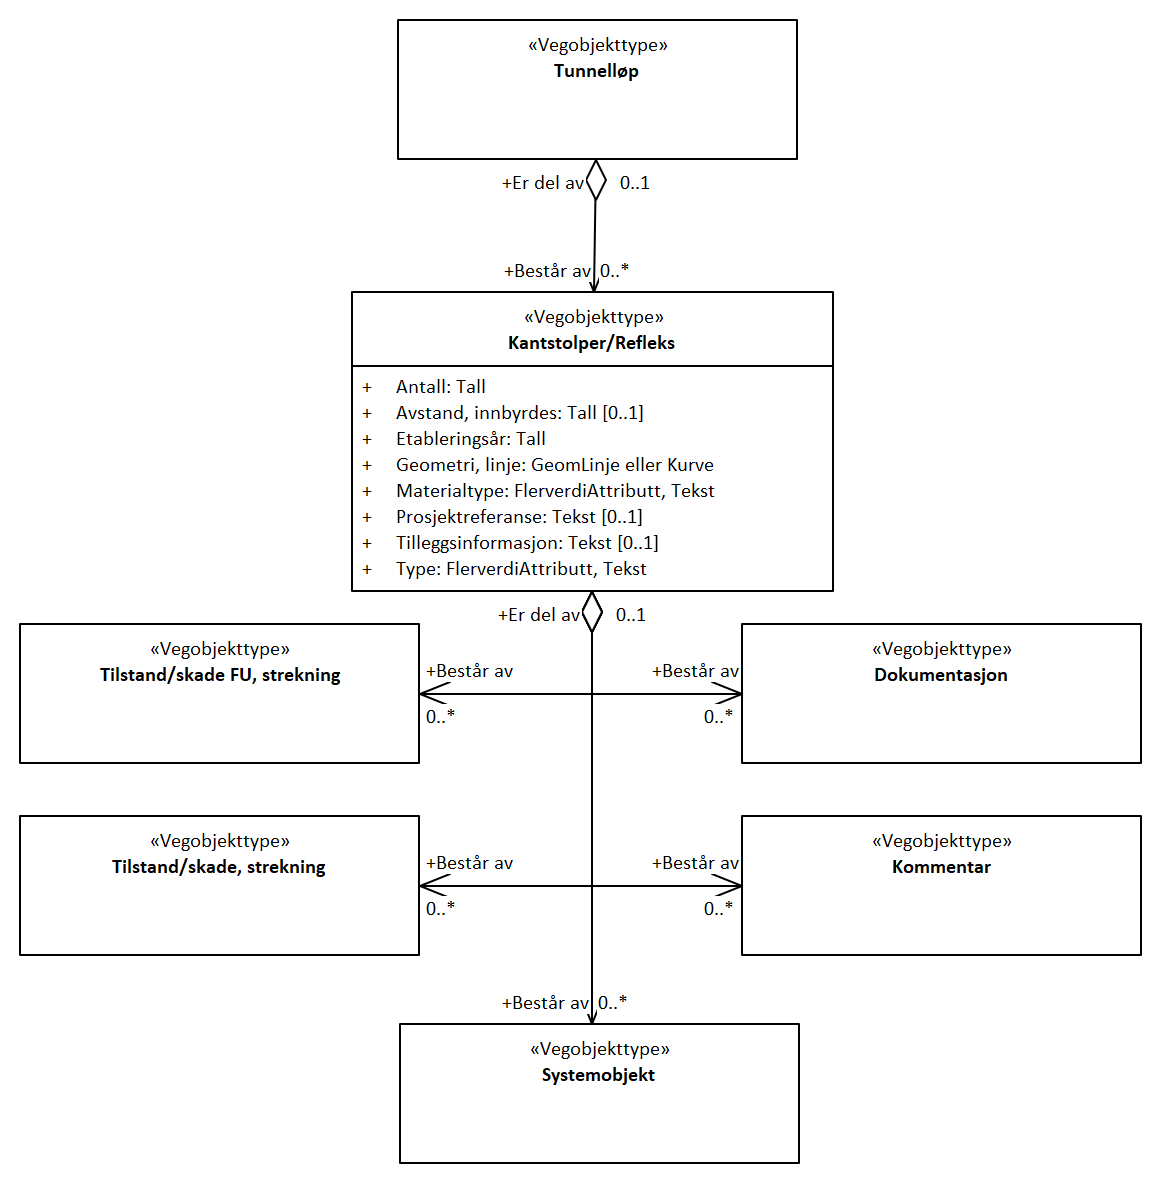 «Vegobjekttype»
Tunnelløp
+Er del av 0..1
+Består av 0..*
«Vegobjekttype»
Kantstolper/Refleks
+ Antall: Tall
+ Avstand, innbyrdes: Tall [0..1]
+ Etableringsår: Tall
+ Geometri, linje: GeomLinje eller Kurve
+ Materialtype: FlerverdiAttributt, Tekst
+ Prosjektreferanse: Tekst [0..1]
+ Tilleggsinformasjon: Tekst [0..1]
+ Type: FlerverdiAttributt, Tekst
+Er del av 0..1
«Vegobjekttype»
Tilstand/skade FU, strekning
+Består av
0..*
+Består av
0..*
«Vegobjekttype»
Dokumentasjon
«Vegobjekttype»
Tilstand/skade, strekning
+Består av
0..*
+Består av
0..*
«Vegobjekttype»
Kommentar
+Består av 0..*
«Vegobjekttype»
Systemobjekt